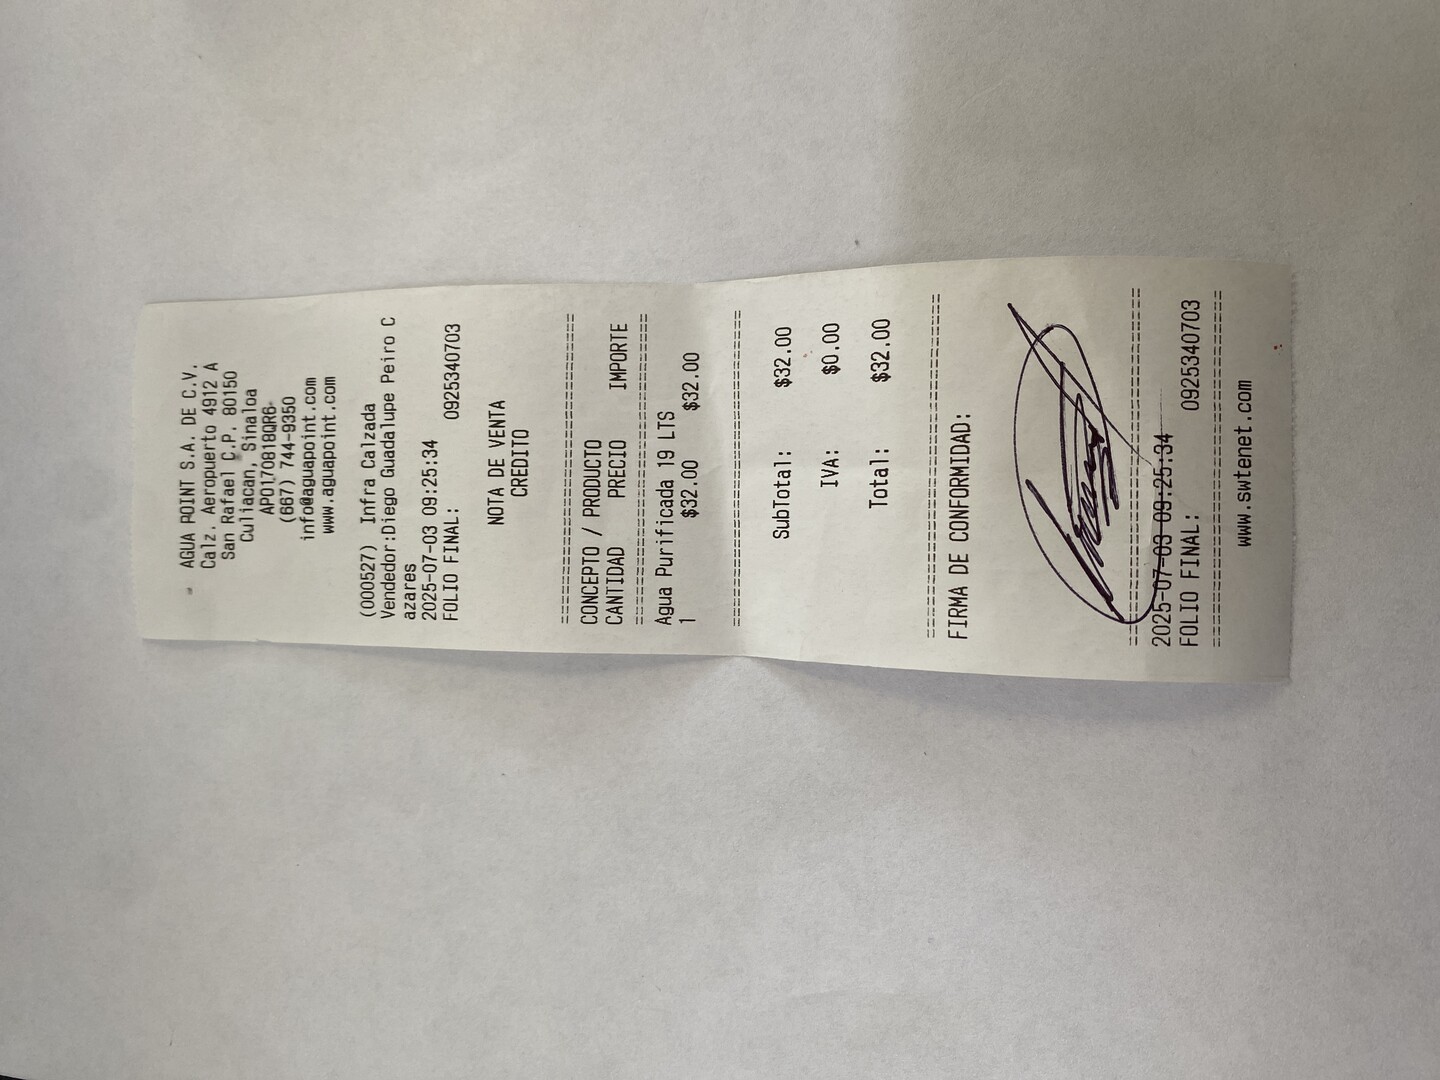 AGUA POINT S.A. DE C.V.
Calz. Aeropuerto 4912 A
San Rafael C.P. 80150
Culiacan, Sinaloa
APO170818QR6
(667) 744-9350
info@aguapoint.com
www.aguapoint.com
(000527) Infra Calzada
Vendedor:Diego Guadalupe Peiro C
azares
2025-07-03 09:25:34
FOLIO FINAL: 0925340703
NOTA DE VENTA
CREDITO
================================
CONCEPTO / PRODUCTO
CANTIDAD PRECIO IMPORTE
================================
Agua Purificada 19 LTS
1 $32.00 $32.00
================================
SubTotal: $32.00
IVA: $0.00
Total: $32.00
================================
FIRMA DE CONFORMIDAD:
================================
2025-07-03 09:25:34
FOLIO FINAL: 0925340703
================================
www.swtenet.com